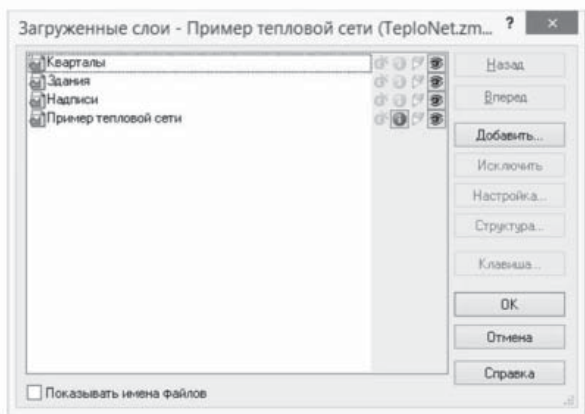 Загруженные слои - Пример тепловой сети (TeploNet.zm... ? ×
Кварталы
Здания
Надписи
Пример тепловой сети
Назад
Вперед
Добавить...
Исключить
Настройка...
Структура...
Клавиша...
OK
Отмена
Справка
Показывать имена файлов